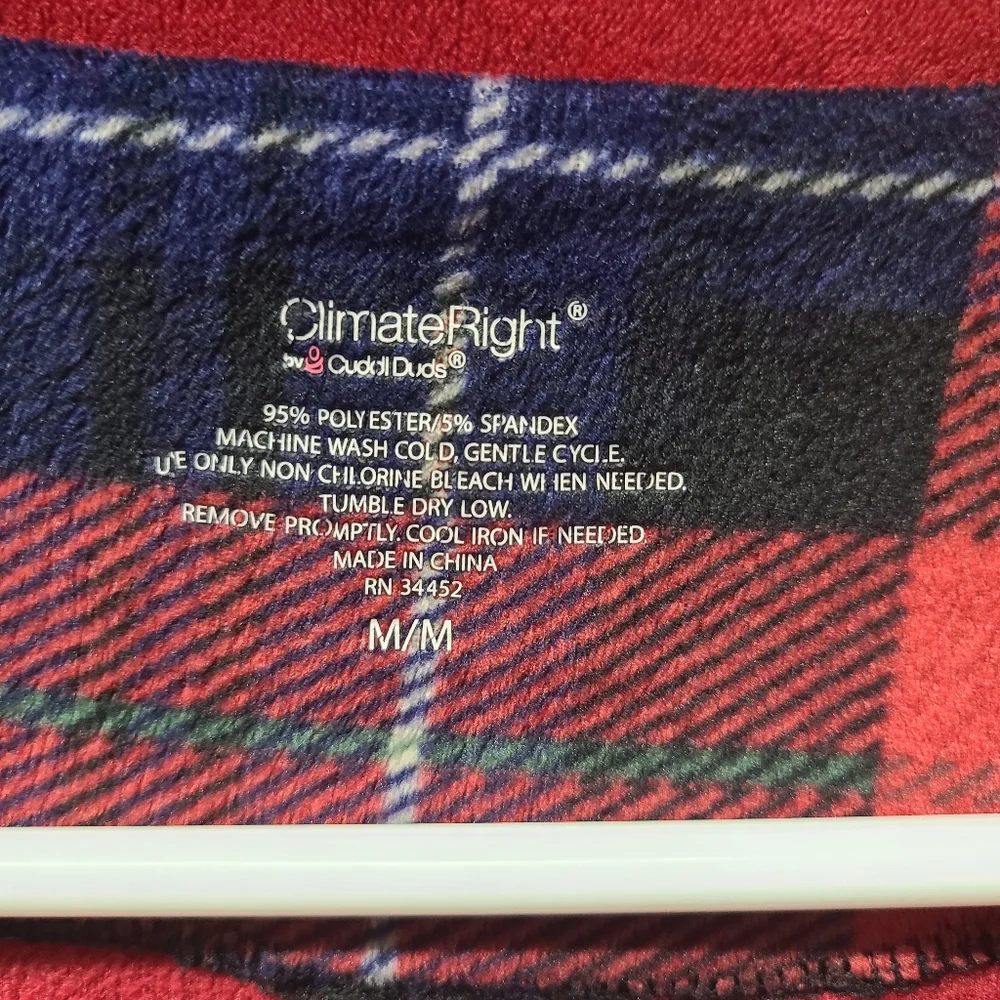 ClimateRight®
by Cuddl Duds®
95% POLYESTER/5% SPANDEX
MACHINE WASH COLD, GENTLE CYCLE.
USE ONLY NON CHLORINE BLEACH WHEN NEEDED.
TUMBLE DRY LOW.
REMOVE PROMPTLY. COOL IRON IF NEEDED.
MADE IN CHINA
RN 34452
M/M